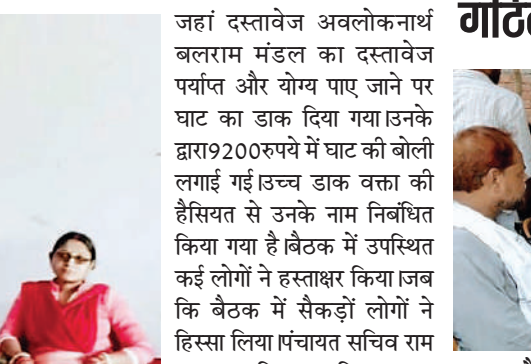 जहां दस्तावेज अवलोकनार्थ
बलराम मंडल का दस्तावेज
पर्याप्त और योग्य पाए जाने पर
घाट का डाक दिया गया।उनके
द्वारा9200रुपये में घाट की बोली
लगाई गई।उच्च डाक वक्ता की
हैसियत से उनके नाम निबंधित
किया गया है।बैठक में उपस्थित
कई लोगों ने हस्ताक्षर किया।जब
कि बैठक में सैकड़ों लोगों ने
हिस्सा लिया।पंचायत सचिव राम